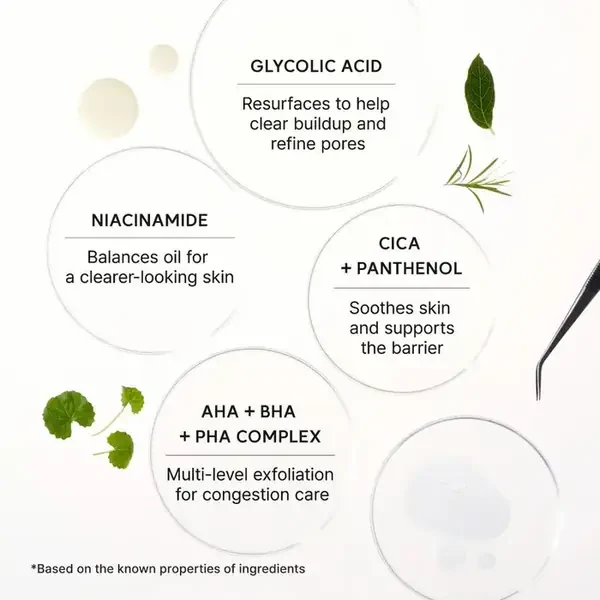 GLYCOLIC ACID
Resurfaces to help
clear buildup and
refine pores
NIACINAMIDE
Balances oil for
a clearer-looking skin
CICA
+ PANTHENOL
Soothes skin
and supports
the barrier
AHA + BHA
+ PHA COMPLEX
Multi-level exfoliation
for congestion care
*Based on the known properties of ingredients